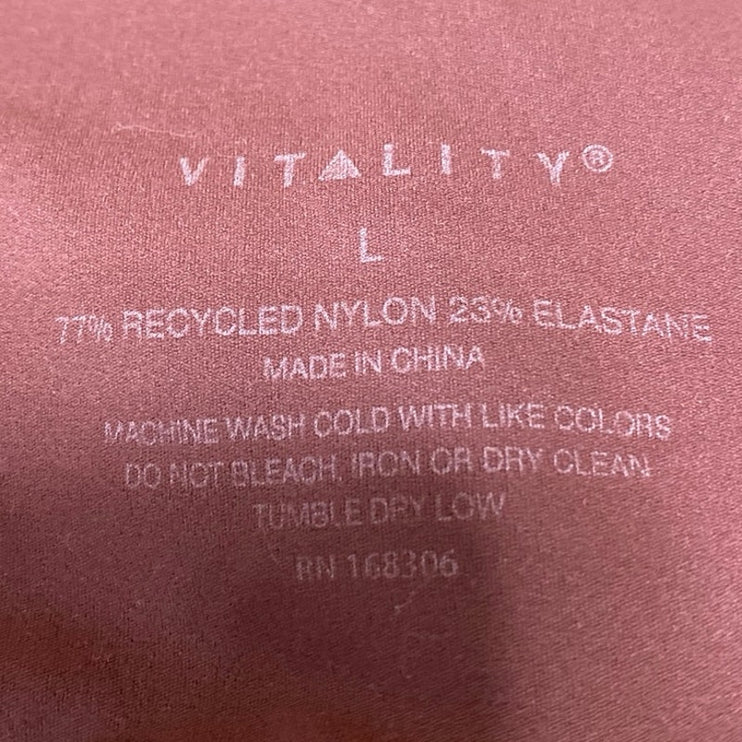 VITALITY®
L
77% RECYCLED NYLON 23% ELASTANE
MADE IN CHINA
MACHINE WASH COLD WITH LIKE COLORS
DO NOT BLEACH, IRON OR DRY CLEAN
TUMBLE DRY LOW
RN 168306